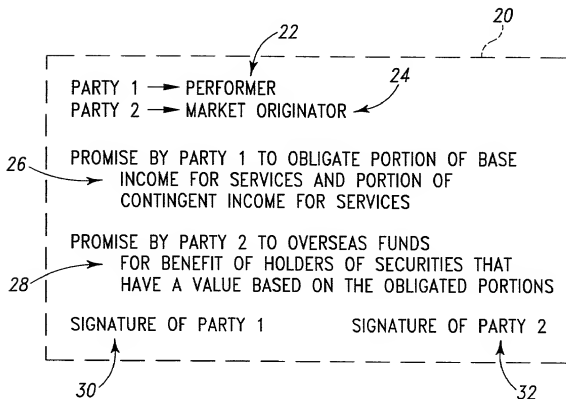 22
20
PARTY 1 → PERFORMER
24
PARTY 2 → MARKET ORIGINATOR
PROMISE BY PARTY 1 TO OBLIGATE PORTION OF BASE
26
INCOME FOR SERVICES AND PORTION OF
CONTINGENT INCOME FOR SERVICES
PROMISE BY PARTY 2 TO OVERSEAS FUNDS
FOR BENEFIT OF HOLDERS OF SECURITIES THAT
28
HAVE A VALUE BASED ON THE OBLIGATED PORTIONS
SIGNATURE OF PARTY 1 SIGNATURE OF PARTY 2
30 32